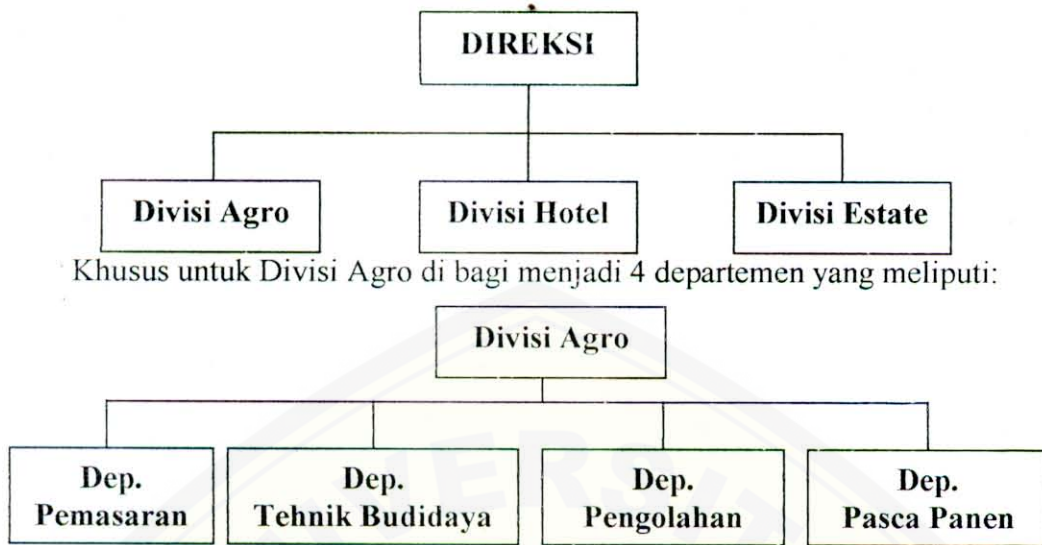 DIREKSI
Divisi Agro Divisi Hotel Divisi Estate
Khusus untuk Divisi Agro di bagi menjadi 4 departemen yang meliputi:
Divisi Agro
Dep. Dep. Dep. Dep.
Pemasaran Tehnik Budidaya Pengolahan Pasca Panen